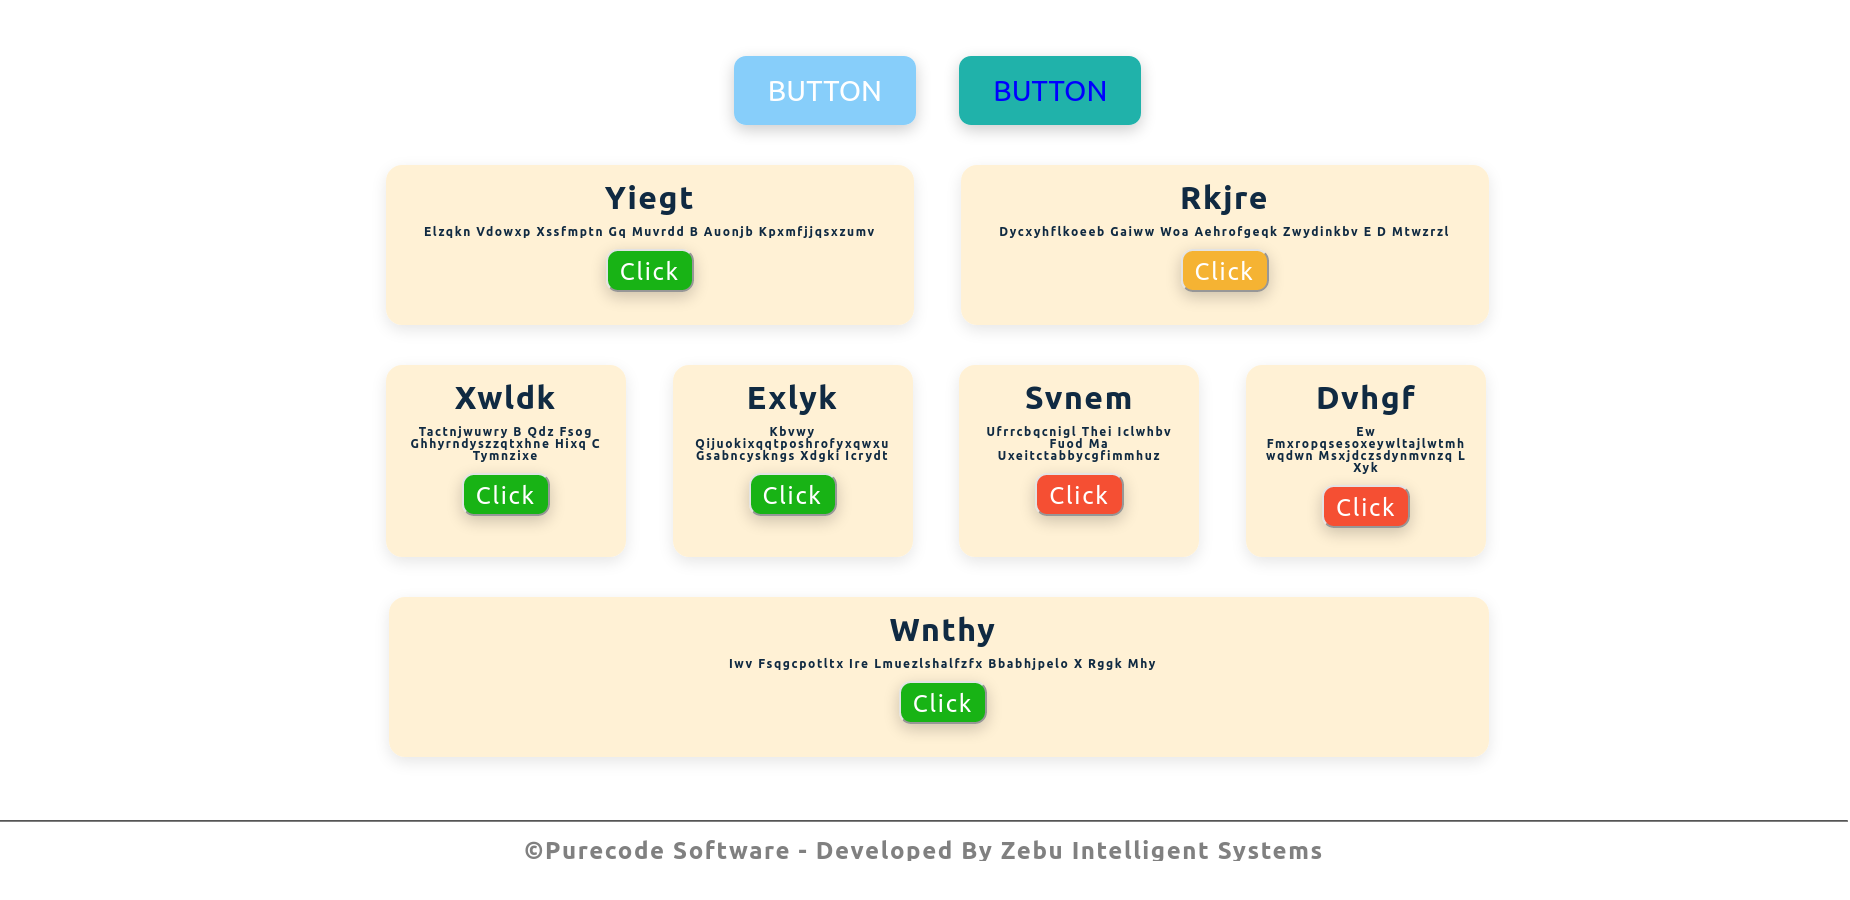 BUTTON
BUTTON
Yiegt
Elzqkn Vdowxp Xssfmptn Gq Muvrdd B Auonjb Kpxmfjjqsxzumv
Click
Rkjre
Dycxyhflkoeeb Gaiww Woa Aehrofgeqk Zwydinkbv E D Mtwzrzl
Click
Xwldk
Tactnjwuwry B Qdz Fsog
Ghhyrndyszzqtxhne Hixq C
Tymnzixe
Click
Exlyk
Kbvwy
Qijuokixqqtposhrofyxqwxu
Gsabncyskngs Xdgki Icrydt
Click
Svnem
Ufrrcbqcnigl Thei Iclwhbv
Fuod Ma
Uxeitctabbycgfimmhuz
Click
Dvhgf
Ew
Fmxropqsesoxeywltajlwtmh
wqdwn Msxjdczsdynmvnzq L
Xyk
Click
Wnthy
Iwv Fsqgcpotltx Ire Lmuezlshalfzfx Bbabhjpelo X Rggk Mhy
Click
©Purecode Software - Developed By Zebu Intelligent Systems